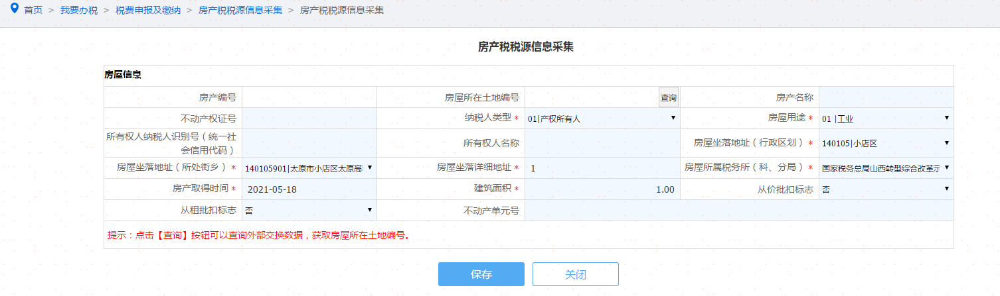 首页 > 我要办税 > 税费申报及缴纳 > 房产税税源信息采集 > 房产税税源信息采集
房产税税源信息采集
房屋信息
房产编号 房屋所在土地编号 查询 房产名称
不动产权证号 纳税人类型 * 01|产权所有人 房屋用途 * 01 |工业
所有权人纳税人识别号（统一社
会信用代码） 所有权人名称 房屋坐落地址（行政区划） * 140105|小店区
房屋坐落地址（所处街乡） * 140105901|太原市小店区太原高 房屋坐落详细地址 * 1 房屋所属税务所（科、分局） * 国家税务总局山西转型综合改革示
房产取得时间 * 2021-05-18 建筑面积 * 1.00 从价批扣标志 否
从租批扣标志 否 不动产单元号
提示：点击【查询】按钮可以查询外部交换数据，获取房屋所在土地编号。
保存 关闭